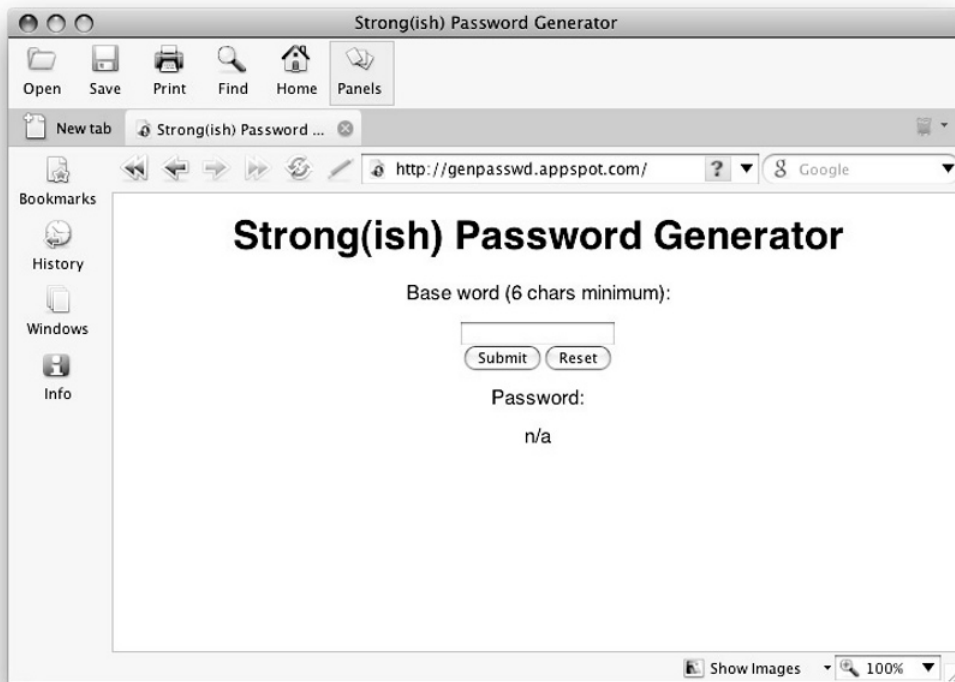 Strong(ish) Password Generator
Open Save Print Find Home Panels
New tab Strong(ish) Password ...
Bookmarks
http://genpasswd.appspot.com/ ? g Google
History
Windows
Info
Strong(ish) Password Generator
Base word (6 chars minimum):
Submit Reset
Password:
n/a
Show Images 100%